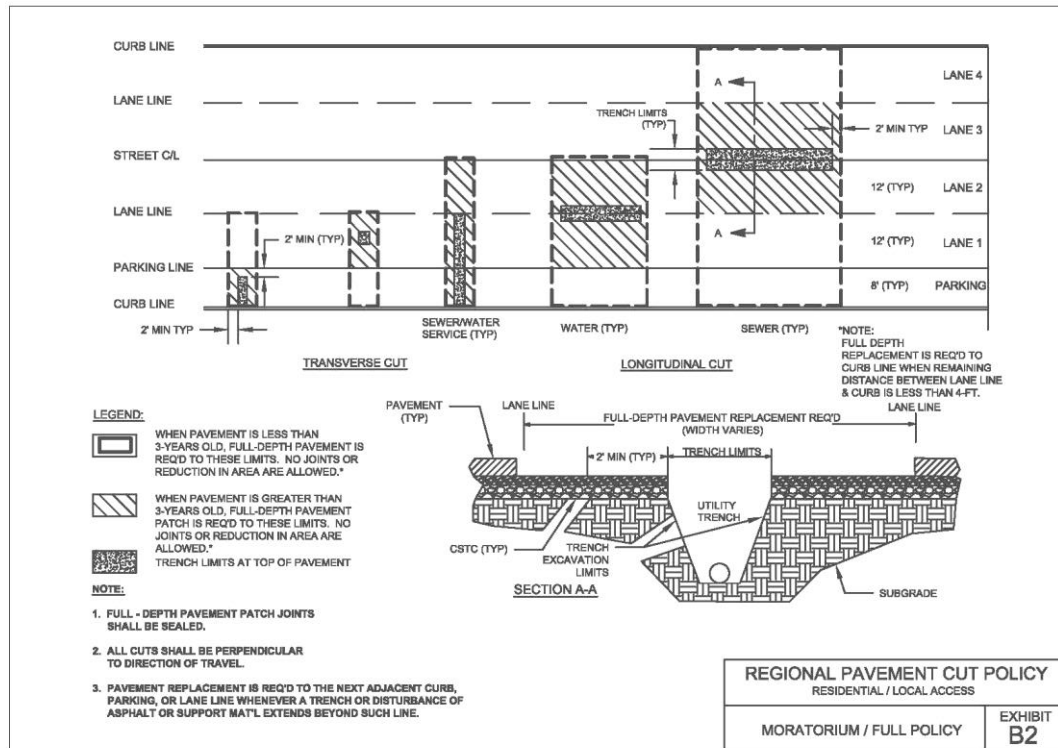 CURB LINE
LANE LINE
STREET C/L
LANE LINE
PARKING LINE
CURB LINE
2' MIN TYP
2' MIN (TYP)
TRENCH LIMITS
(TYP)
A
A
2' MIN TYP
LANE 4
LANE 3
12' (TYP) LANE 2
12' (TYP) LANE 1
8' (TYP) PARKING
SEWER/WATER
SERVICE (TYP)
WATER (TYP)
SEWER (TYP)
TRANSVERSE CUT
LONGITUDINAL CUT
*NOTE:
FULL DEPTH
REPLACEMENT IS REQ'D TO
CURB LINE WHEN REMAINING
DISTANCE BETWEEN LANE LINE
& CURB IS LESS THAN 4-FT.
LEGEND:
WHEN PAVEMENT IS LESS THAN
3-YEARS OLD, FULL-DEPTH PAVEMENT IS
REQ'D TO THESE LIMITS. NO JOINTS OR
REDUCTION IN AREA ARE ALLOWED.*
WHEN PAVEMENT IS GREATER THAN
3-YEARS OLD, FULL-DEPTH PAVEMENT
PATCH IS REQ'D TO THESE LIMITS. NO
JOINTS OR REDUCTION IN AREA ARE
ALLOWED.*
TRENCH LIMITS AT TOP OF PAVEMENT
NOTE:
1. FULL - DEPTH PAVEMENT PATCH JOINTS
SHALL BE SEALED.
2. ALL CUTS SHALL BE PERPENDICULAR
TO DIRECTION OF TRAVEL.
3. PAVEMENT REPLACEMENT IS REQ'D TO THE NEXT ADJACENT CURB,
PARKING, OR LANE LINE WHENEVER A TRENCH OR DISTURBANCE OF
ASPHALT OR SUPPORT MAT'L EXTENDS BEYOND SUCH LINE.
PAVEMENT
(TYP)
LANE LINE
FULL-DEPTH PAVEMENT REPLACEMENT REQ'D
(WIDTH VARIES)
LANE LINE
2' MIN (TYP)
TRENCH LIMITS
UTILITY
TRENCH
CSTC (TYP)
TRENCH
EXCAVATION
LIMITS
SECTION A-A
SUBGRADE
REGIONAL PAVEMENT CUT POLICY
RESIDENTIAL / LOCAL ACCESS
MORATORIUM / FULL POLICY
EXHIBIT
B2